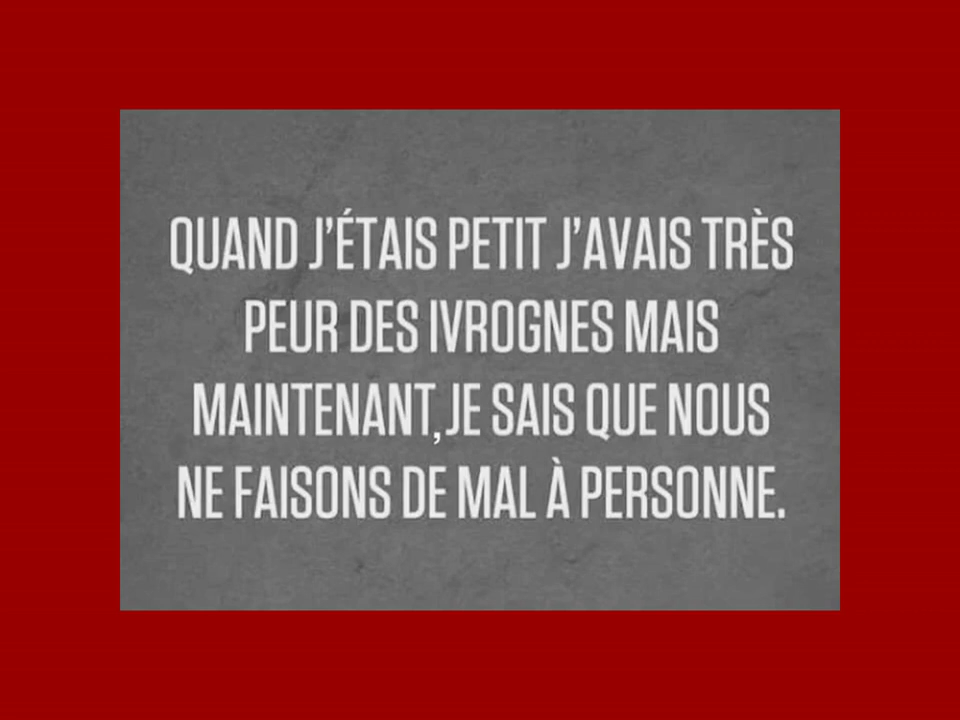 QUAND J'ÉTAIS PETIT J'AVAIS TRÈS
PEUR DES IVROGNES MAIS
MAINTENANT,JE SAIS QUE NOUS
NE FAISONS DE MAL À PERSONNE.